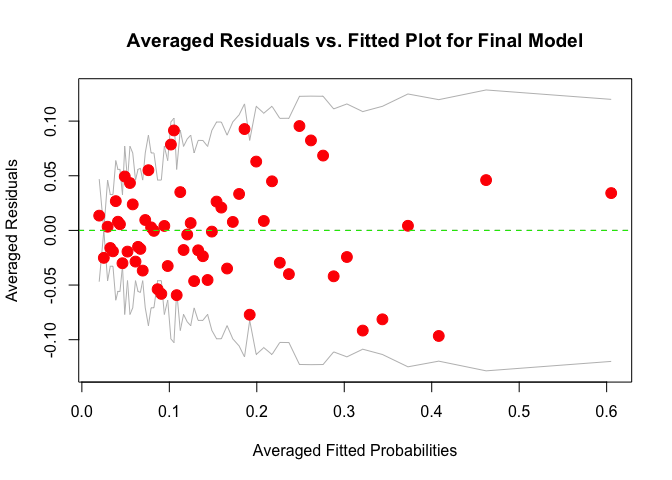 Averaged Residuals vs. Fitted Plot for Final Model
Averaged Residuals
0.10
0.05
0.00
-0.05
-0.10
0.0 0.1 0.2 0.3 0.4 0.5 0.6
Averaged Fitted Probabilities